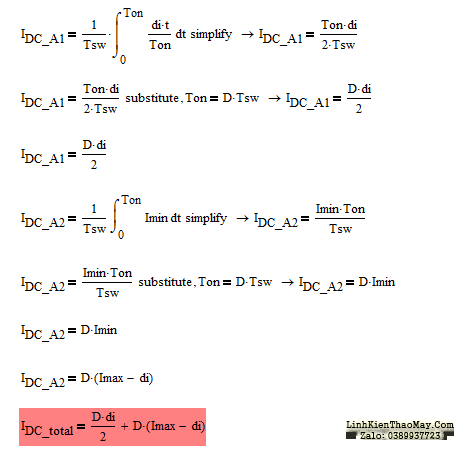 I_DC_A1 = 1/Tsw · ∫_0^Ton di·t/Ton dt simplify → I_DC_A1 = Ton·di/2·Tsw
I_DC_A1 = Ton·di/2·Tsw substitute, Ton = D·Tsw → I_DC_A1 = D·di/2
I_DC_A1 = D·di/2
I_DC_A2 = 1/Tsw · ∫_0^Ton Imin dt simplify → I_DC_A2 = Imin·Ton/Tsw
I_DC_A2 = Imin·Ton/Tsw substitute, Ton = D·Tsw → I_DC_A2 = D·Imin
I_DC_A2 = D·Imin
I_DC_A2 = D·(Imax − di)
I_DC_total = D·di/2 + D·(Imax − di)
LinhKienThaoMay.Com
Zalo: 0389937723